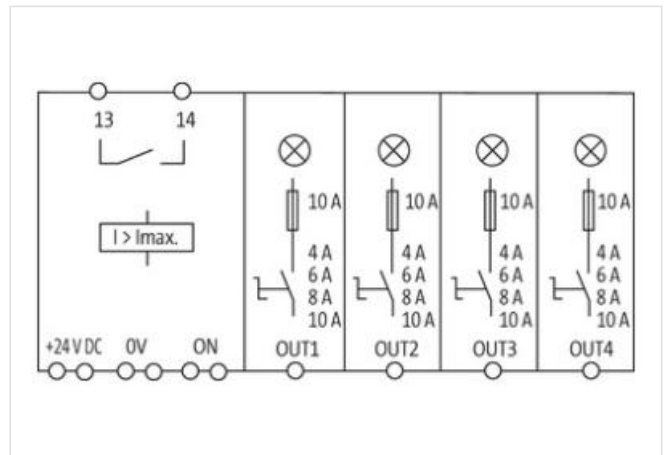 13 14
10 A 10 A 10 A 10 A
I > Imax.
4 A 4 A 4 A 4 A
6 A 6 A 6 A 6 A
8 A 8 A 8 A 8 A
10 A 10 A 10 A 10 A
+24 V DC 0V ON OUT1 OUT2 OUT3 OUT4